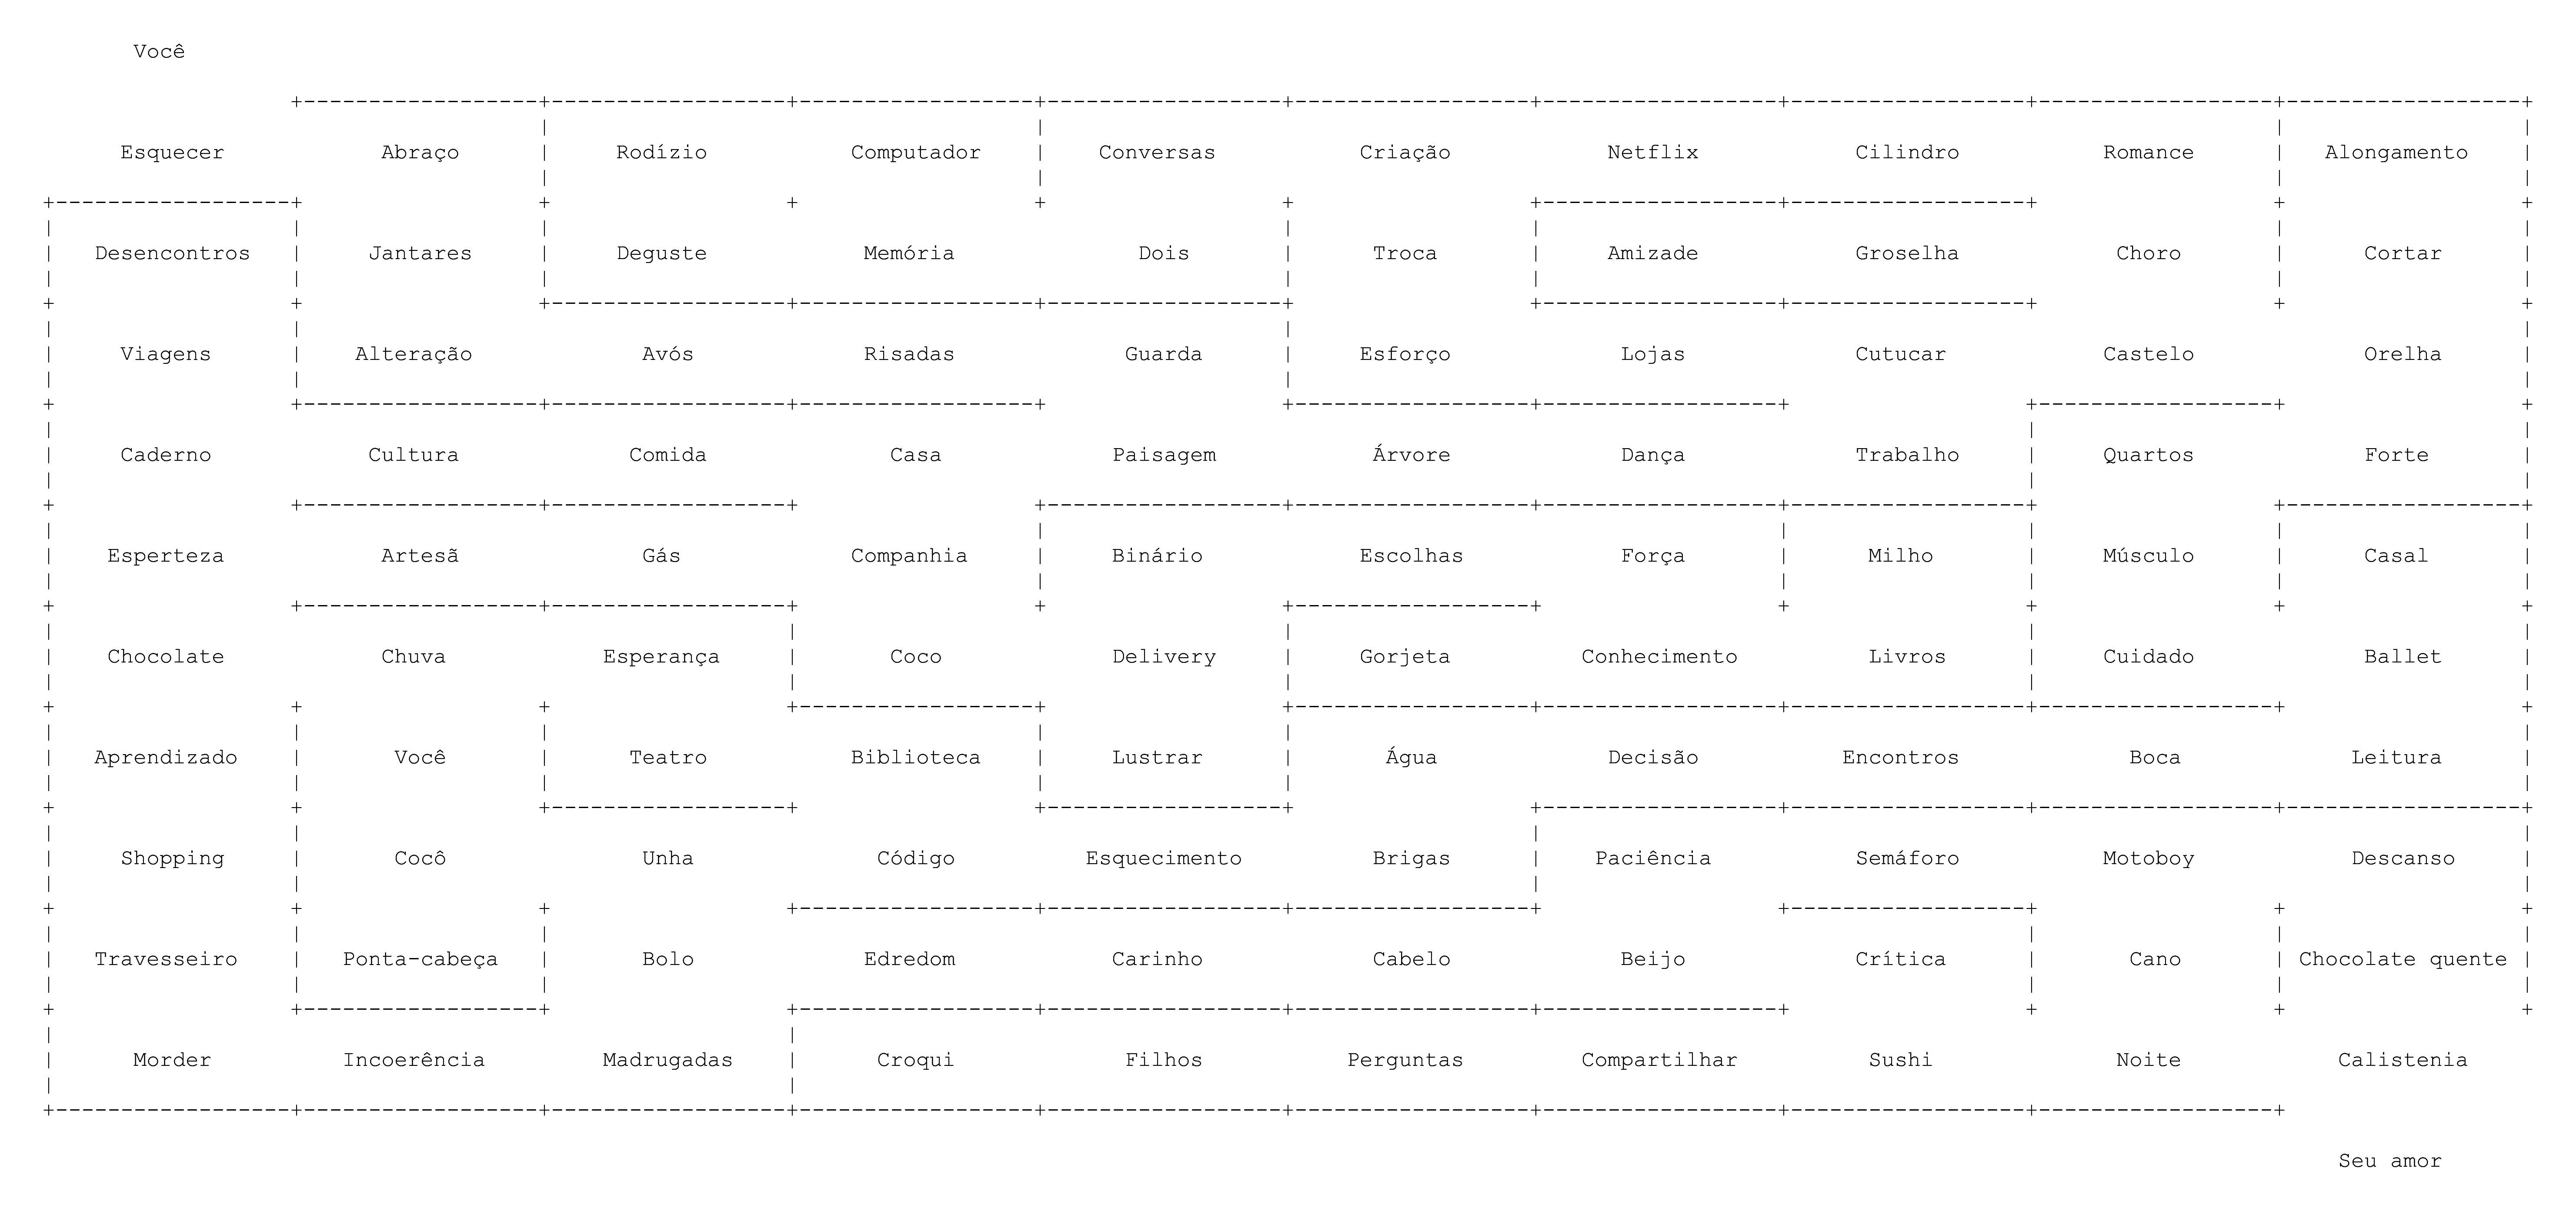 Você
Esquecer Abraço Rodízio Computador Conversas Criação Netflix Cilindro Romance Alongamento
Desencontros Jantares Deguste Memória Dois Troca Amizade Groselha Choro Cortar
Viagens Alteração Avós Risadas Guarda Esforço Lojas Cutucar Castelo Orelha
Caderno Cultura Comida Casa Paisagem Árvore Dança Trabalho Quartos Forte
Esperteza Artesã Gás Companhia Binário Escolhas Força Milho Músculo Casal
Chocolate Chuva Esperança Coco Delivery Gorjeta Conhecimento Livros Cuidado Ballet
Aprendizado Você Teatro Biblioteca Lustrar Água Decisão Encontros Boca Leitura
Shopping Cocô Unha Código Esquecimento Brigas Paciência Semáforo Motoboy Descanso
Travesseiro Ponta-cabeça Bolo Edredom Carinho Cabelo Beijo Crítica Cano Chocolate quente
Morder Incoerência Madrugadas Croqui Filhos Perguntas Compartilhar Sushi Noite Calistenia
Seu amor